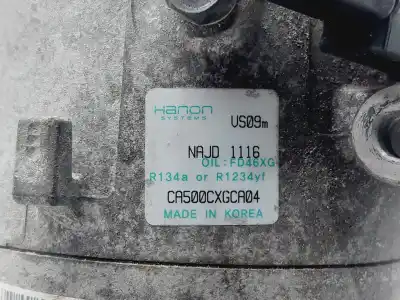 Hanon
SYSTEMS
VS09m
NAJD 1116
OIL: FD46XG
R134a or R1234yf
CA500CXGCA04
MADE IN KOREA